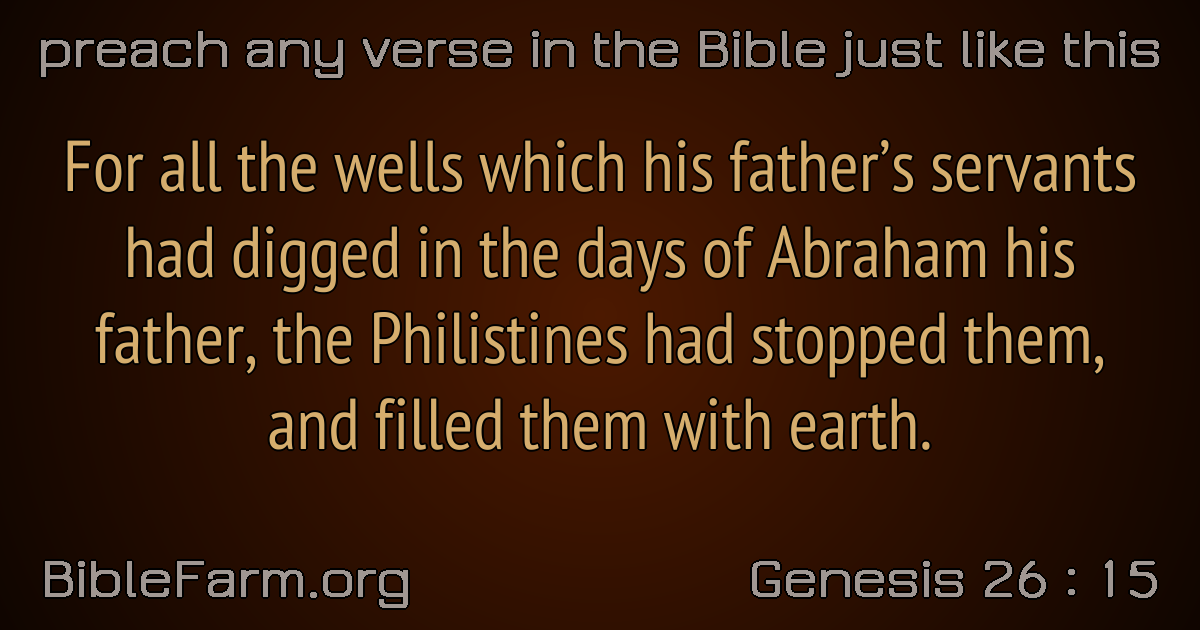 preach any verse in the Bible just like this
For all the wells which his father’s servants
had digged in the days of Abraham his
father, the Philistines had stopped them,
and filled them with earth.
BibleFarm.org
Genesis 26 : 15